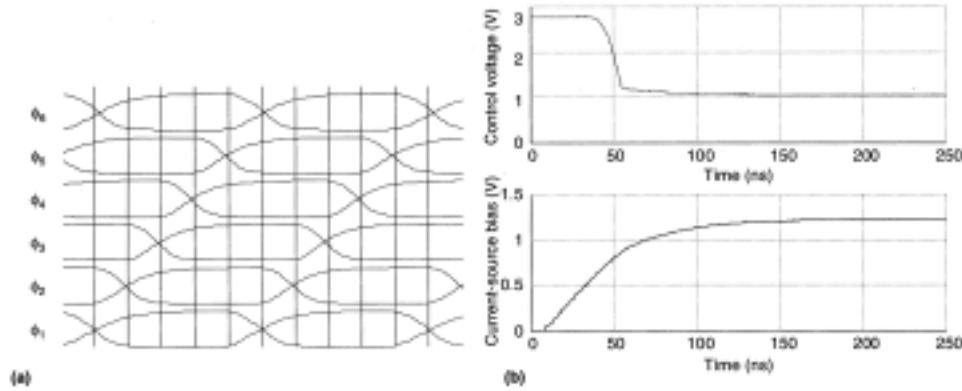 ϕ6
ϕ5
ϕ4
ϕ3
ϕ2
ϕ1
(a)
Control voltage (V)
3
2
1
0
0 50 100 150 200 250
Time (ns)
Current-source bias (V)
1.5
1
0.5
0
0 50 100 150 200 250
Time (ns)
(b)